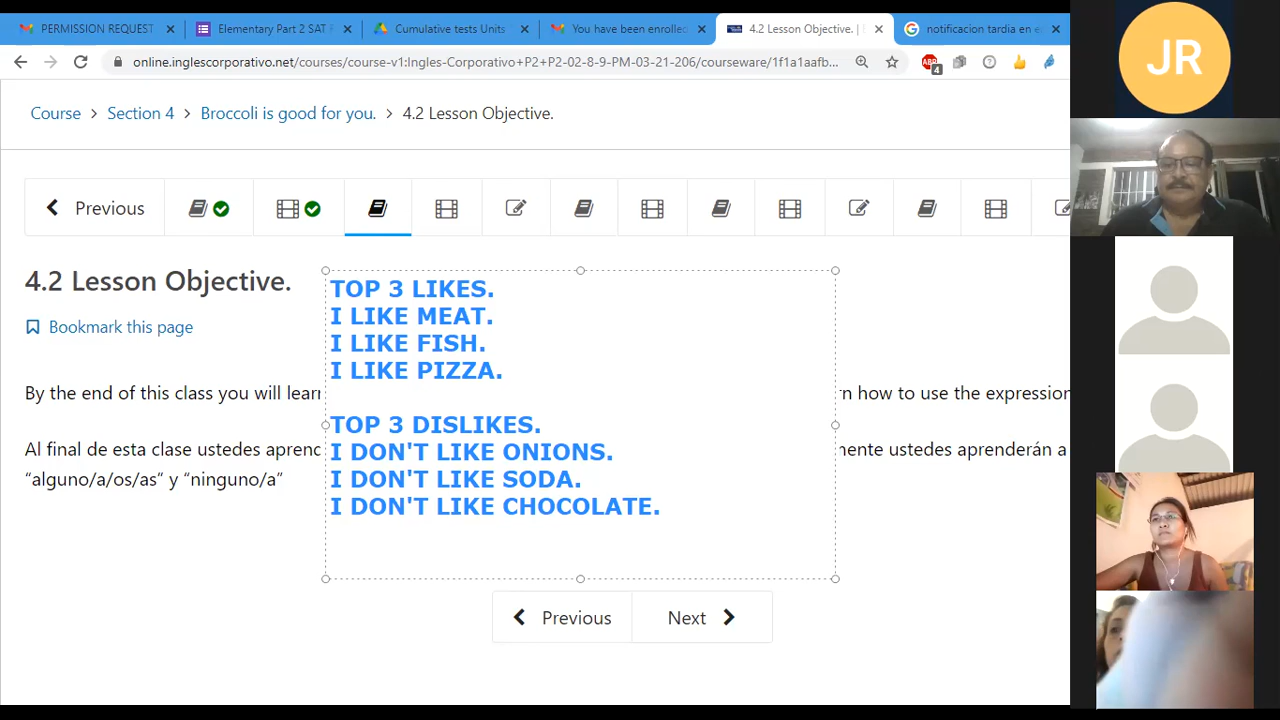 PERMISSION REQUEST
Elementary Part 2 SAT
Cumulative tests Units
You have been enrolled
4.2 Lesson Objective. |
notificacion tardia en e
JR
online.inglescorporativo.net/courses/course-v1:Ingles-Corporativo+P2+P2-02-8-9-PM-03-21-206/courseware/1f1a1aafb...
4
Course > Section 4 > Broccoli is good for you. > 4.2 Lesson Objective.
Previous
4.2 Lesson Objective.
Bookmark this page
TOP 3 LIKES.
I LIKE MEAT.
I LIKE FISH.
I LIKE PIZZA.
By the end of this class you will learn how to use the expression
TOP 3 DISLIKES.
I DON'T LIKE ONIONS.
Al final de esta clase ustedes ustedes aprenderán a
I DON'T LIKE SODA.
“alguno/a/os/as“ y “ninguno/a”
I DON'T LIKE CHOCOLATE.
Previous
Next